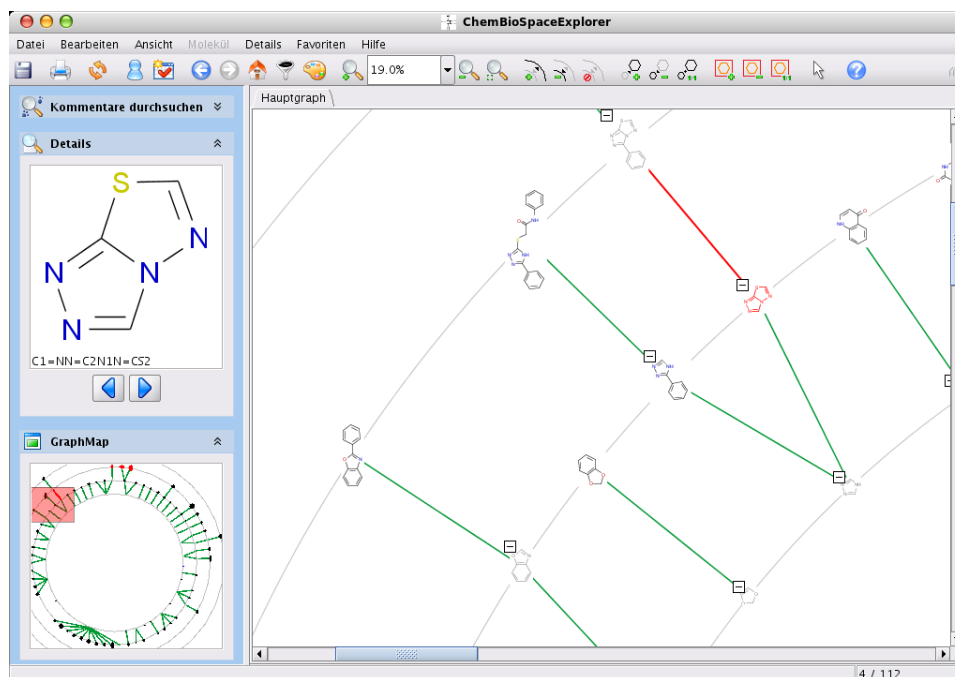 ChemBioSpaceExplorer
Datei Bearbeiten Ansicht Molekül Details Favoriten Hilfe
19.0%
Kommentare durchsuchen
Hauptgraph
Details
S
N
N
N
N
C1=NN=C2N1N=CS2
GraphMap
4 / 112